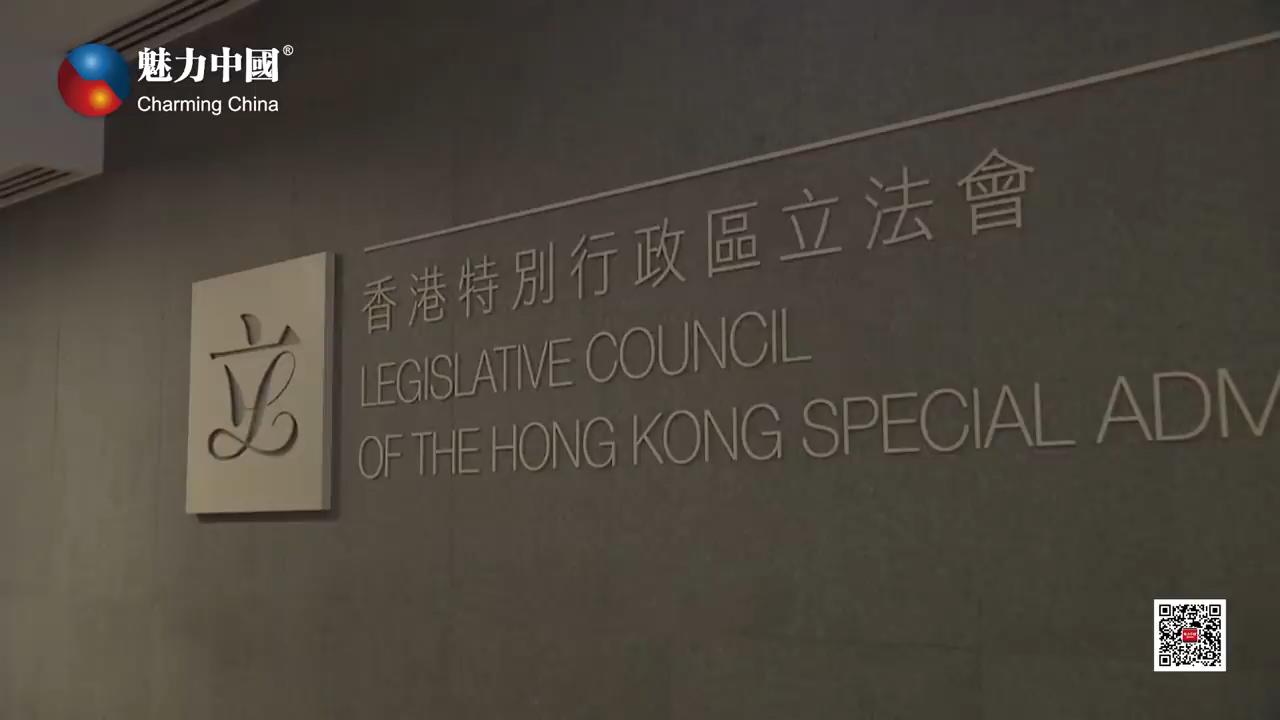 魅力中國®
Charming China
香港特別行政區立法會
立
LEGISLATIVE COUNCIL
OF THE HONG KONG SPECIAL ADM